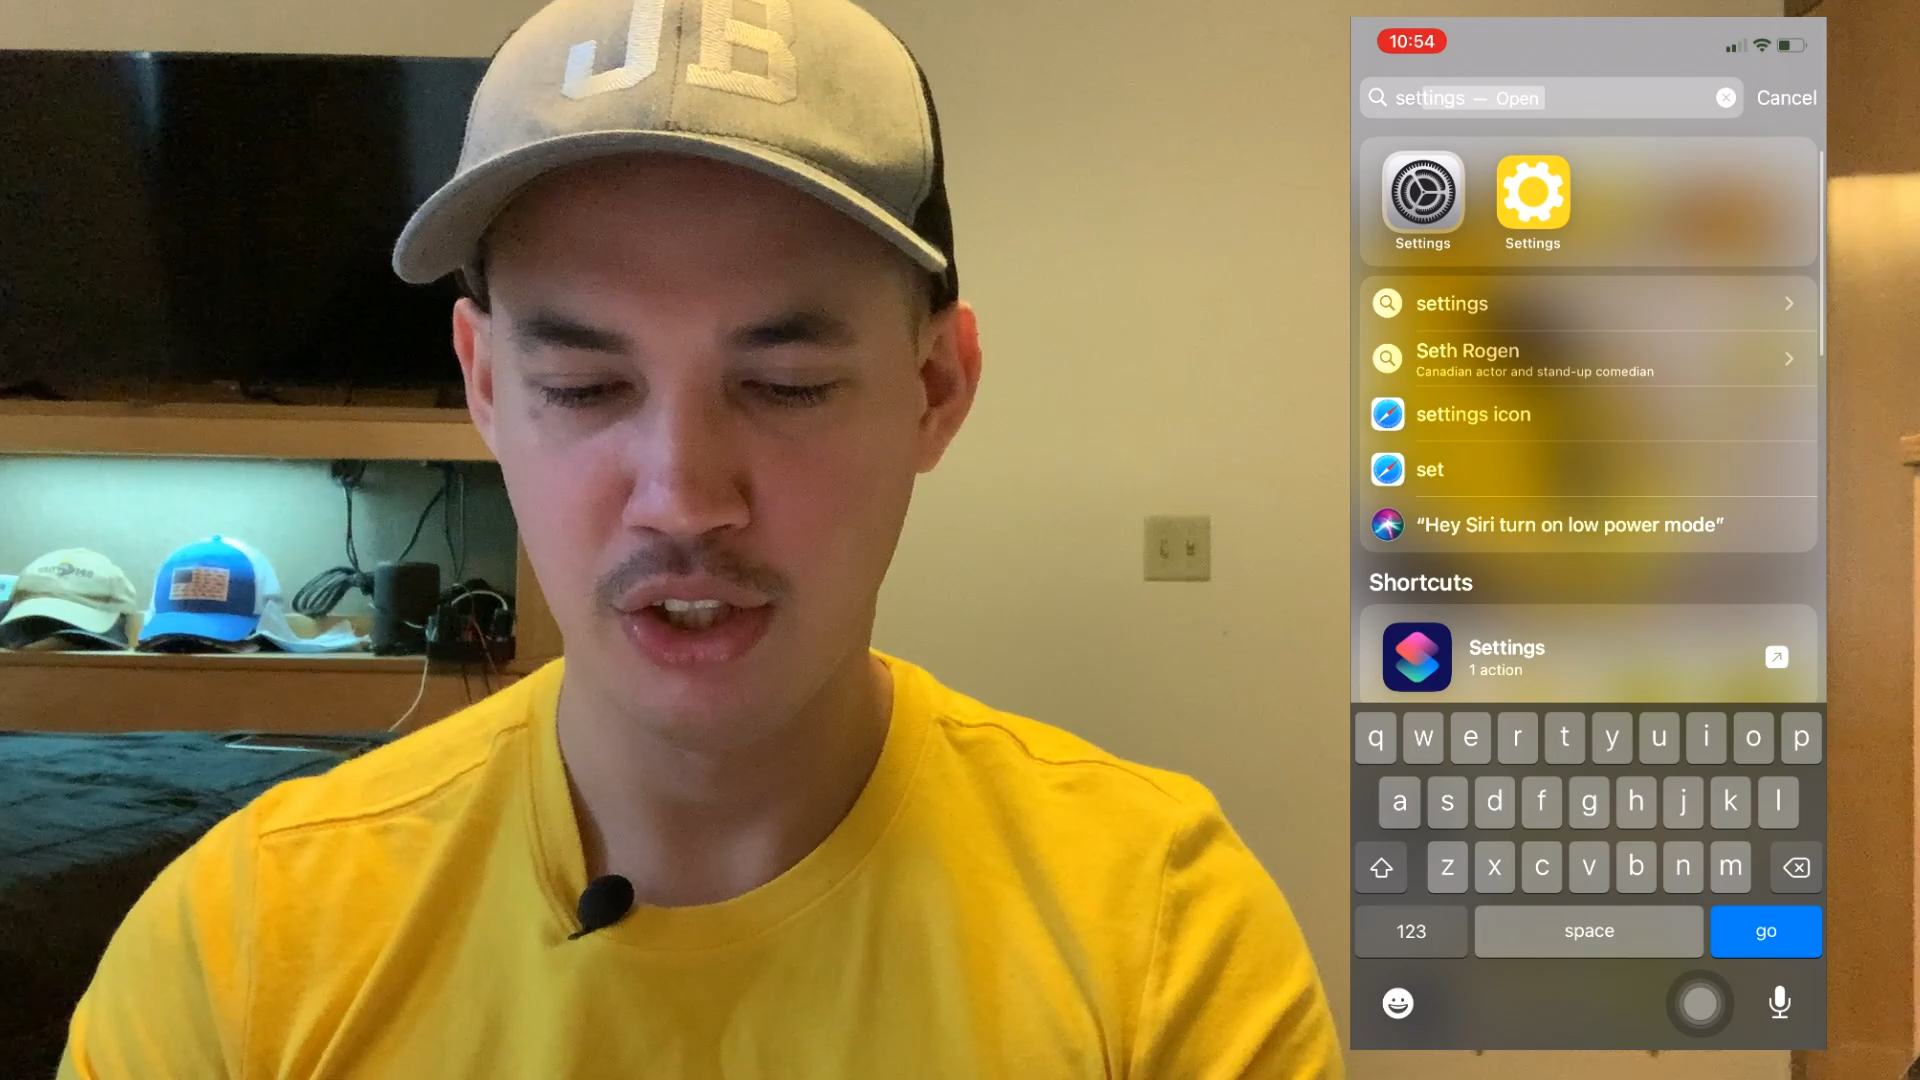 JB
10:54
settings — Open
Cancel
Settings
Settings
settings
Seth Rogen
Canadian actor and stand-up comedian
settings icon
set
“Hey Siri turn on low power mode”
Shortcuts
Settings
1 action
q w e r t y u i o p
a s d f g h j k l
z x c v b n m
123
space
go